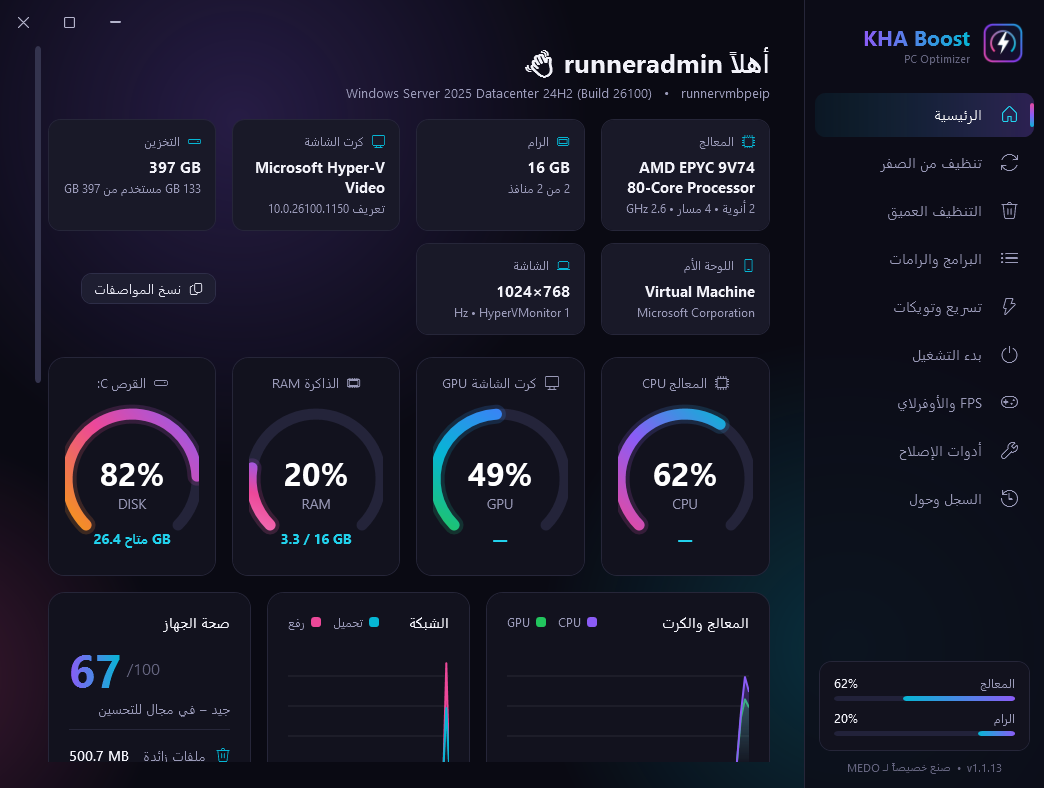 KHA Boost
PC Optimizer
الرئيسية
تنظيف من الصفر
التنظيف العميق
البرامج والرامات
تسريع وتويكات
بدء التشغيل
FPS والأوفرلاي
أدوات الإصلاح
السجل وحول
المعالج 62%
الرام 20%
v1.1.13 • صنع خصيصاً لـ MEDO
أهلاً runneradmin
runnervmbpeip • Windows Server 2025 Datacenter 24H2 (Build 26100)
المعالج
AMD EPYC 9V74
80-Core Processor
2 أنوية • 4 مسار • 2.6 GHz
الرام
16 GB
2 من 2 منافذ
كرت الشاشة
Microsoft Hyper-V
Video
تعريف 10.0.26100.1150
التخزين
397 GB
133 GB مستخدم من 397 GB
اللوحة الأم
Virtual Machine
Microsoft Corporation
الشاشة
1024×768
1 Hz • HyperVMonitor
نسخ المواصفات
المعالج CPU
62%
CPU
—
كرت الشاشة GPU
49%
GPU
—
الذاكرة RAM
20%
RAM
3.3 / 16 GB
القرص C:
82%
DISK
26.4 GB متاح
المعالج والكرت
CPU GPU
الشبكة
تحميل رفع
صحة الجهاز
67 /100
جيد – في مجال للتحسين
ملفات زائدة 500.7 MB